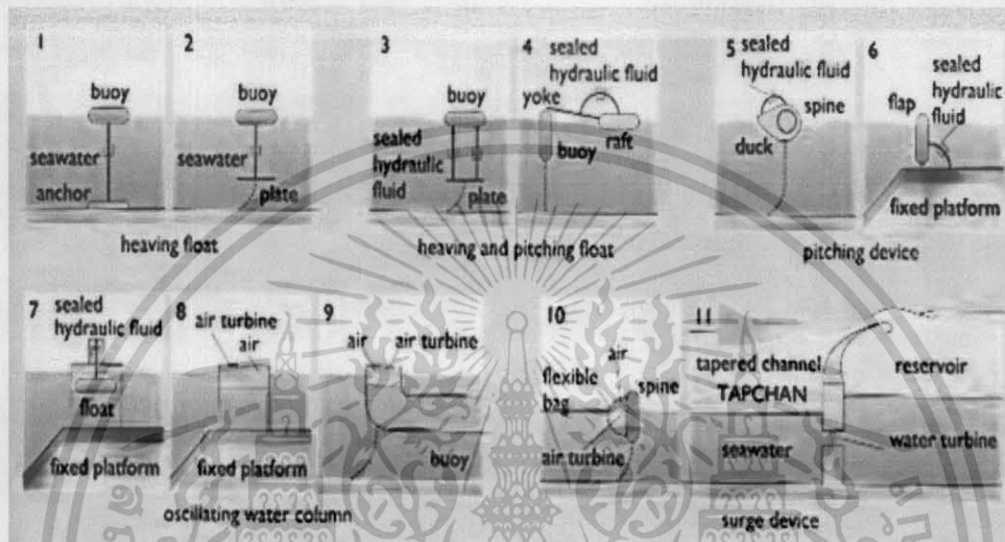 1
buoy
seawater
anchor
2
buoy
seawater
plate
heaving float
3
buoy
sealed
hydraulic
fluid
plate
4
sealed
hydraulic fluid
yoke
raft
buoy
heaving and pitching float
5
sealed
hydraulic fluid
spine
duck
6
sealed
hydraulic
fluid
flap
fixed platform
pitching device
7
sealed
hydraulic fluid
float
fixed platform
8
air turbine
air
fixed platform
9
air
air turbine
buoy
oscillating water column
10
air
flexible
bag
spine
air turbine
11
tapered channel
TAPCHAN
reservoir
seawater
water turbine
surge device